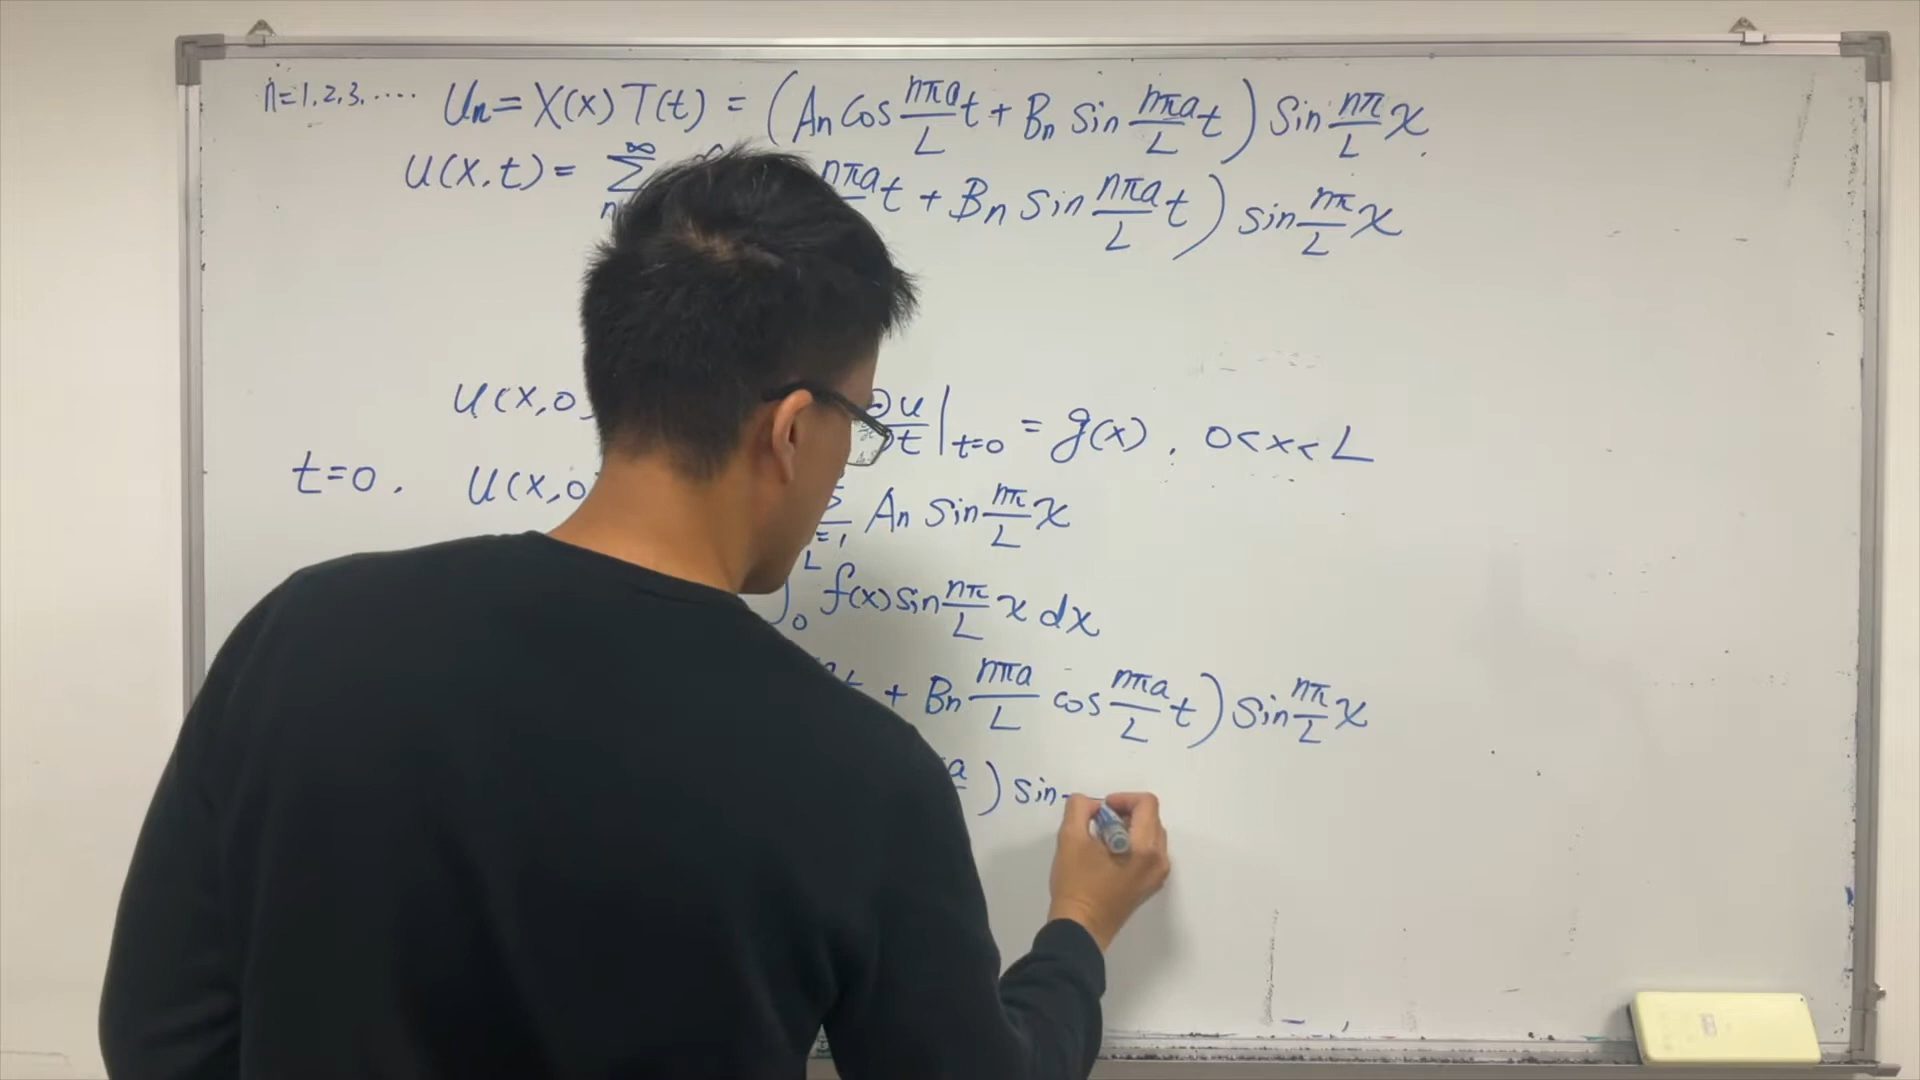 n=1,2,3,.... Un = X(x) T(t) = (An cos nπa/L t + Bn sin nπa/L t) sin nπ/L x.
u(x,t) = ∑ ∞ n nπa t + Bn sin nπa/L t) sin nπ/L x
u(x,0) ∂u/∂t |t=0 = g(x), 0<x<L
t=0, u(x,0 =1 An sin nπ/L x
∫ L 0 f(x) sin nπ/L x dx
t + Bn nπa/L cos nπa/L t) sin nπ/L x
a ) sin